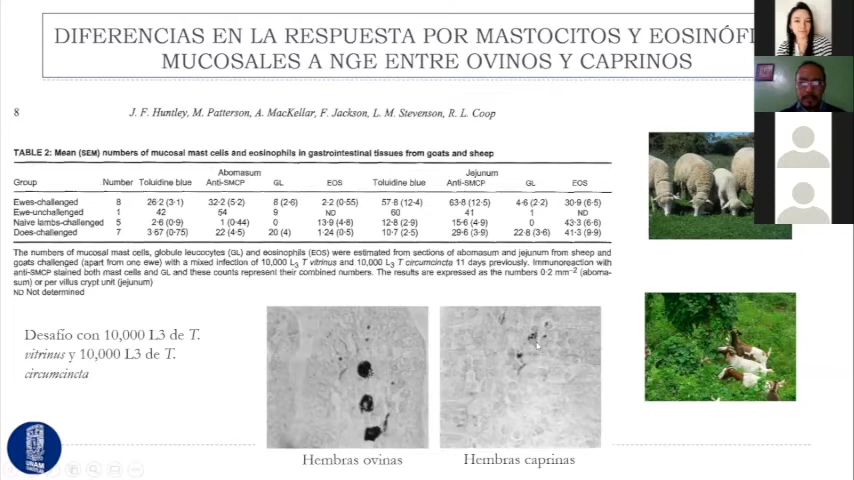 DIFERENCIAS EN LA RESPUESTA POR MASTOCITOS Y EOSINÓFI
MUCOSALES A NGE ENTRE OVINOS Y CAPRINOS
8 J. F. Huntley, M. Patterson, A. MacKellar, F. Jackson, L. M. Stevenson, R. L. Coop
TABLE 2: Mean (SEM) numbers of mucosal mast cells and eosinophils in gastrointestinal tissues from goats and sheep
Abomasum Jejunum
Group Number Toluidine blue Anti-SMCP GL EOS Toluidine blue Anti-SMCP GL EOS
Ewes-challenged 8 26·2 (3·1) 32·2 (5·2) 8 (2·6) 2·2 (0·55) 57·8 (12·4) 63·8 (12·5) 4·6 (2·2) 30·9 (6·5)
Ewe-unchallenged 1 42 54 9 ND 60 41 1 ND
Naive lambs-challenged 5 2·6 (0·9) 1 (0·44) 0 13·9 (4·8) 12·8 (2·9) 15·6 (4·9) 0 43·3 (6·6)
Does-challenged 7 3·67 (0·75) 22 (4·5) 20 (4) 1·24 (0·5) 10·7 (2·5) 29·6 (3·9) 22·8 (3·6) 41·3 (9·9)
The numbers of mucosal mast cells, globule leucocytes (GL) and eosinophils (EOS) were estimated from sections of abomasum and jejunum from sheep and
goats challenged (apart from one ewe) with a mixed infection of 10,000 L3 T vitrinus and 10,000 L3 T circumcincta 11 days previously. Immunoreaction with
anti-SMCP stained both mast cells and GL and these counts represent their combined numbers. The results are expressed as the numbers 0·2 mm⁻² (aboma-
sum) or per villus crypt unit (jejunum)
ND Not determined
Desafío con 10,000 L3 de T.
vitrinus y 10,000 L3 de T.
circumcincta
Hembras ovinas Hembras caprinas
UNAM